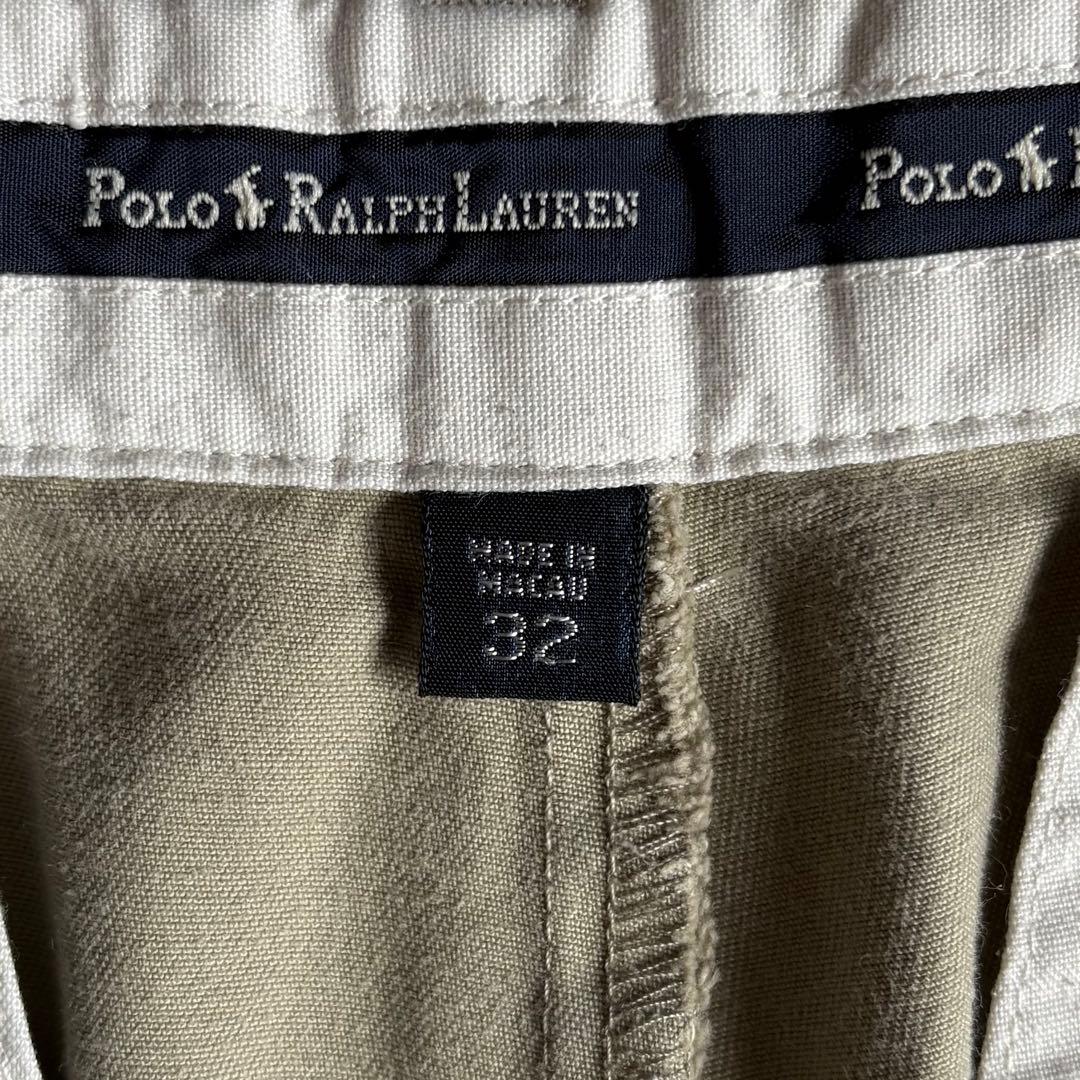 POLO RALPH LAUREN POLO
MADE IN
MACAU
32